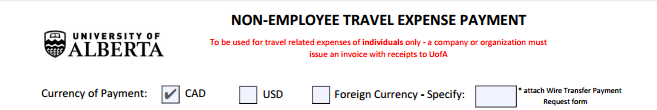 NON-EMPLOYEE TRAVEL EXPENSE PAYMENT
UNIVERSITY OF
ALBERTA
To be used for travel related expenses of individuals only - a company or organization must
issue an invoice with receipts to UofA
Currency of Payment: ✔ CAD USD Foreign Currency - Specify: * attach Wire Transfer Payment
Request form